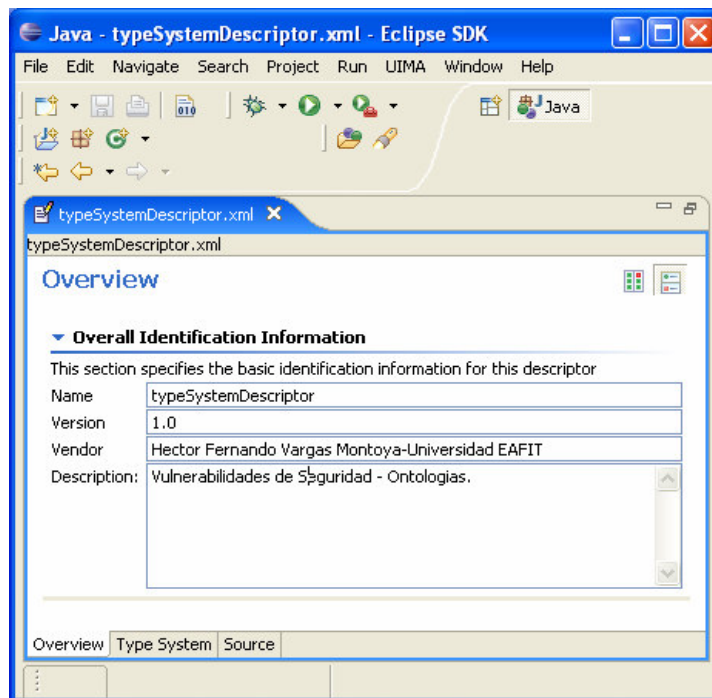 Java - typeSystemDescriptor.xml - Eclipse SDK
File Edit Navigate Search Project Run UIMA Window Help
010
Java
typeSystemDescriptor.xml
typeSystemDescriptor.xml
Overview
Overall Identification Information
This section specifies the basic identification information for this descriptor
Name typeSystemDescriptor
Version 1.0
Vendor Hector Fernando Vargas Montoya-Universidad EAFIT
Description: Vulnerabilidades de Seguridad - Ontologias.
Overview Type System Source